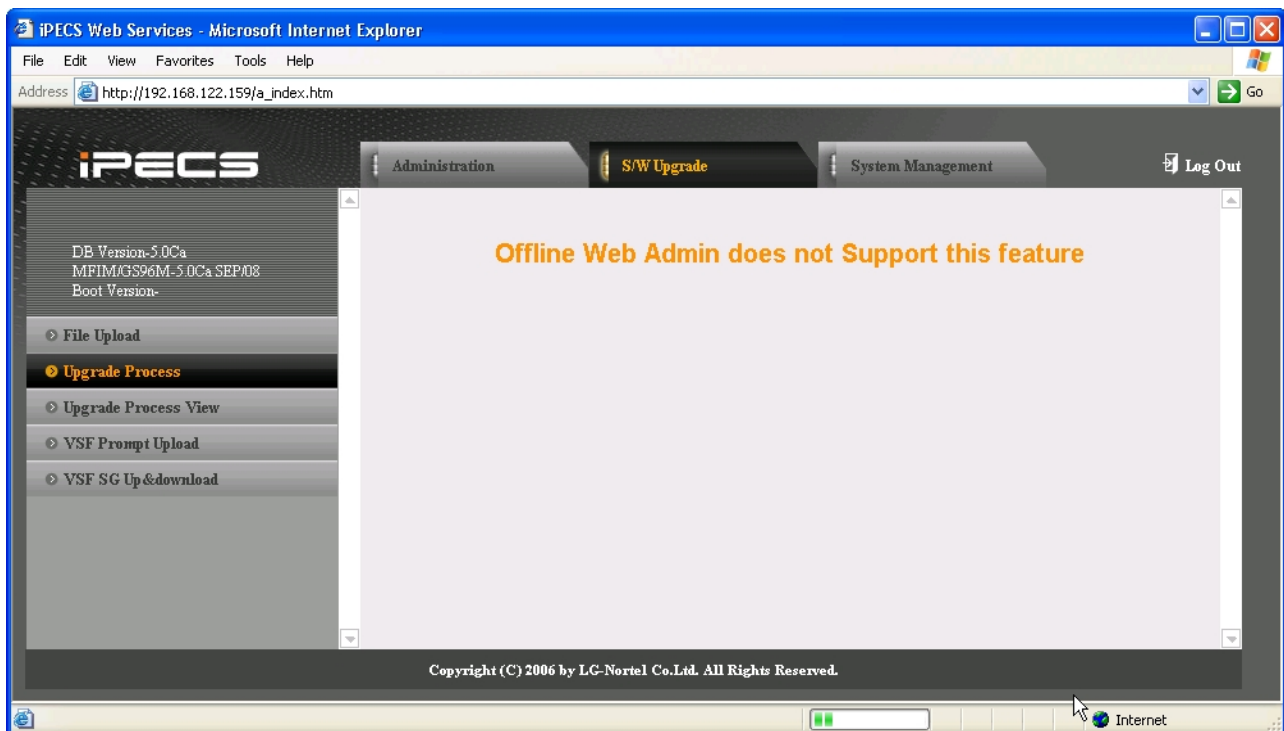 iPECS Web Services - Microsoft Internet Explorer
File Edit View Favorites Tools Help
Address http://192.168.122.159/a_index.htm Go
iPECS
Administration S/W Upgrade System Management Log Out
DB Version-5.0Ca
MFIM/GS96M-5.0Ca SEP/08
Boot Version-
Offline Web Admin does not Support this feature
File Upload
Upgrade Process
Upgrade Process View
VSF Prompt Upload
VSF SG Up&download
Copyright (C) 2006 by LG-Nortel Co.Ltd. All Rights Reserved.
Internet